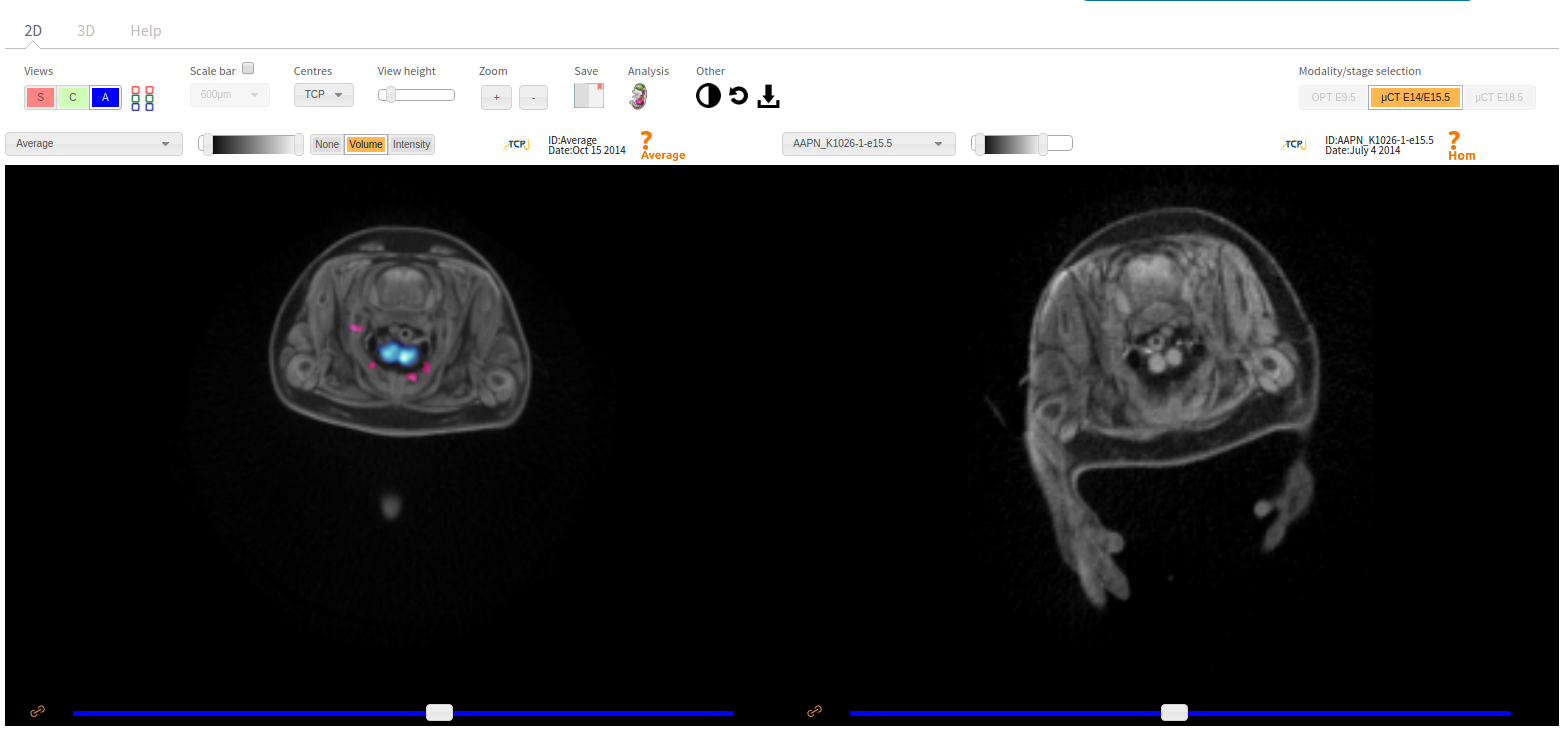 2D 3D Help
Views Scale bar Centres View height Zoom Save Analysis Other Modality/stage selection
S C A 600µm TCP + - OPT E9.5 µCT E14/E15.5 µCT E18.5
Average None Volume Intensity TCP ID:Average ? AAPN_K1026-1-e15.5 TCP ID:AAPN_K1026-1-e15.5 ?
Date:Oct 15 2014 Average Date:July 4 2014 Hom